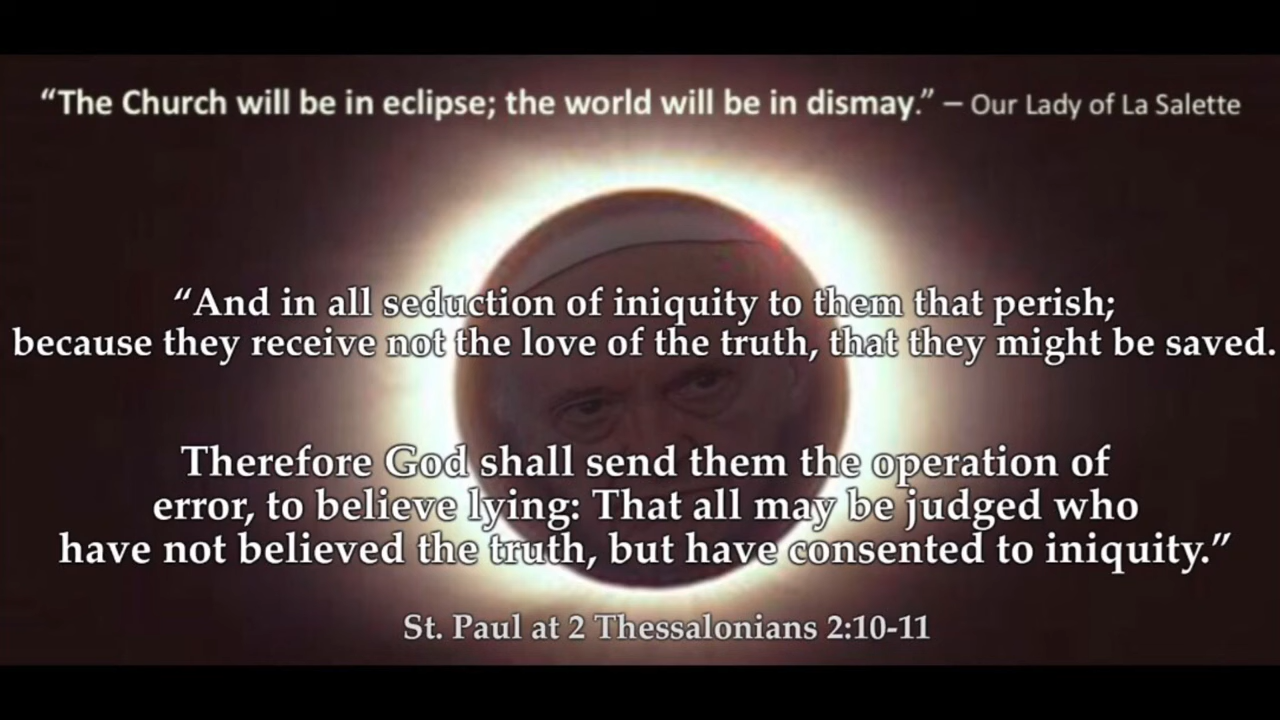 “The Church will be in eclipse; the world will be in dismay.” – Our Lady of La Salette
“And in all seduction of iniquity to them that perish;
because they receive not the love of the truth, that they might be saved.
Therefore God shall send them the operation of
error, to believe lying: That all may be judged who
have not believed the truth, but have consented to iniquity.”
St. Paul at 2 Thessalonians 2:10-11